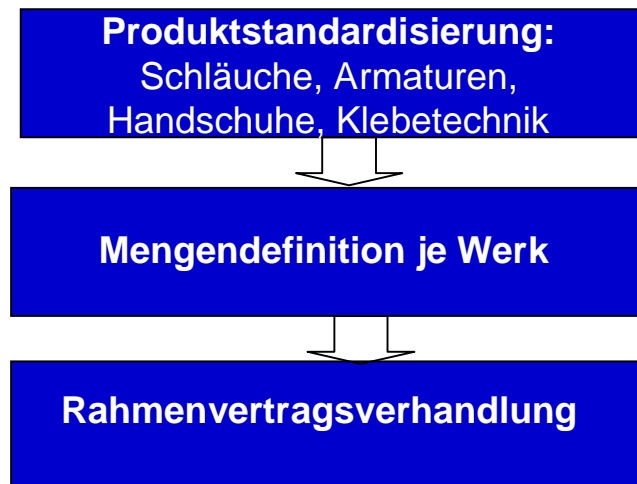 Produktstandardisierung:
Schläuche, Armaturen,
Handschuhe, Klebetechnik
Mengendefinition je Werk
Rahmenvertragsverhandlung